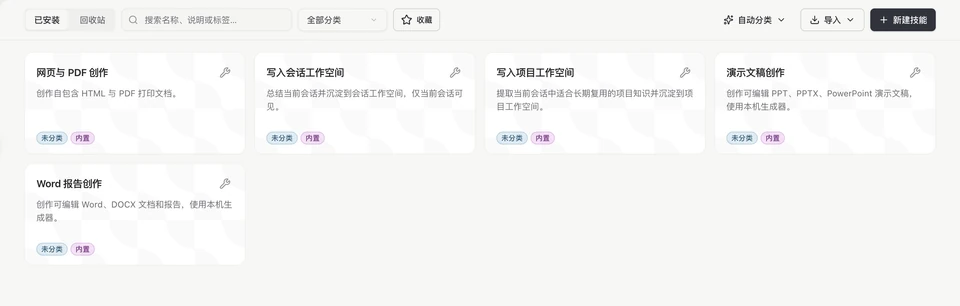 已安装 回收站 搜索名称、说明或标签... 全部分类 收藏 自动分类 导入 新建技能
网页与 PDF 创作
创作自包含 HTML 与 PDF 打印文档。
未分类 内置
写入会话工作空间
总结当前会话并沉淀到会话工作空间，仅当前会话可
见。
未分类 内置
写入项目工作空间
提取当前会话中适合长期复用的项目知识并沉淀到项
目工作空间。
未分类 内置
演示文稿创作
创作可编辑 PPT、PPTX、PowerPoint 演示文稿，
使用本机生成器。
未分类 内置
Word 报告创作
创作可编辑 Word、DOCX 文档和报告，使用本机生
成器。
未分类 内置